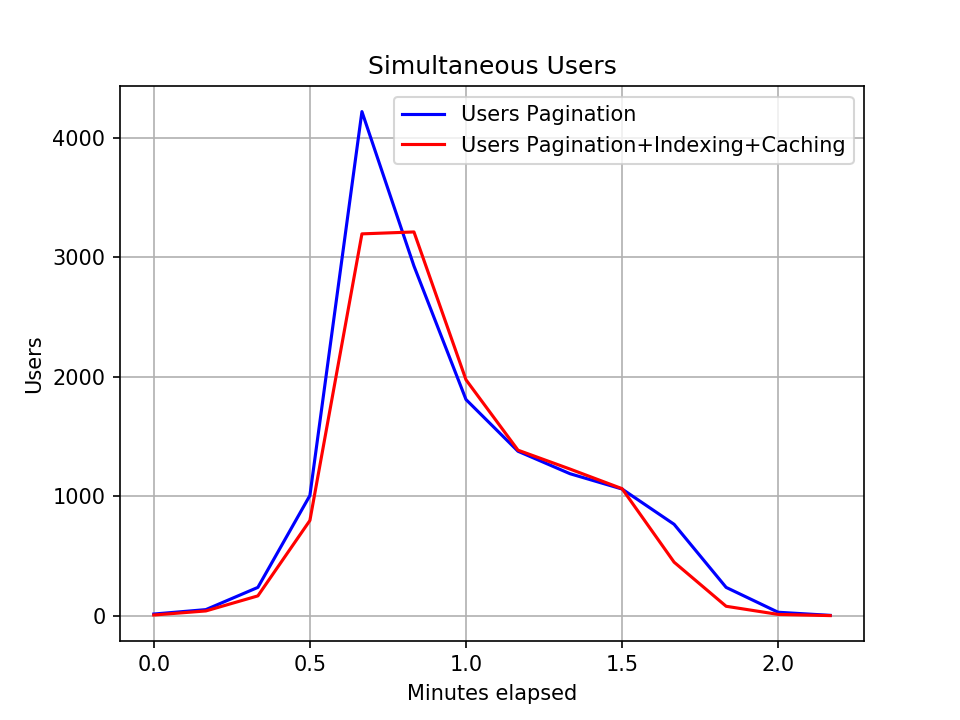 Simultaneous Users
Users Pagination
Users Pagination+Indexing+Caching
4000
3000
2000
1000
0
Users
0.0 0.5 1.0 1.5 2.0
Minutes elapsed